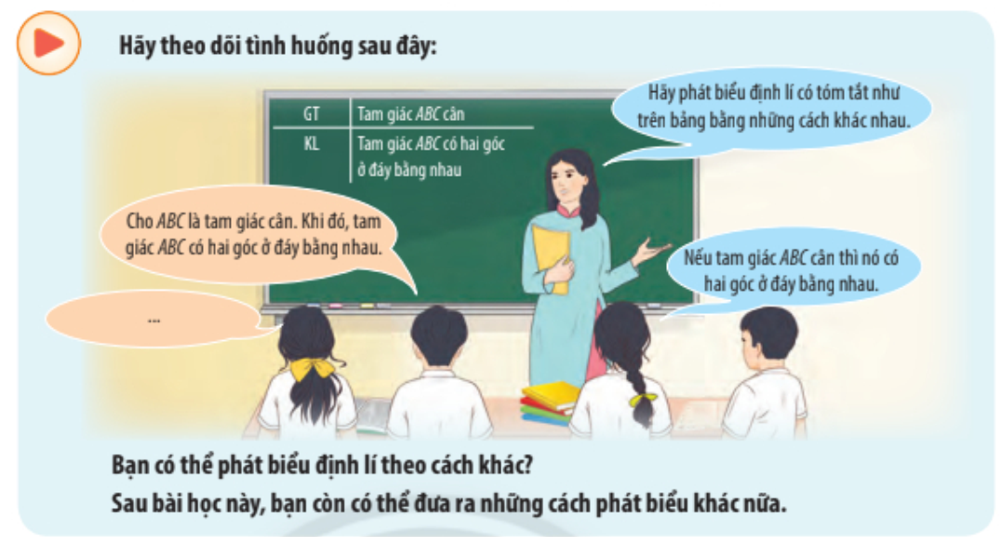 Hãy theo dõi tình huống sau đây:
Hãy phát biểu định lí có tóm tắt như
trên bảng bằng những cách khác nhau.
GT Tam giác ABC cân
KL Tam giác ABC có hai góc
ở đáy bằng nhau
Cho ABC là tam giác cân. Khi đó, tam
giác ABC có hai góc ở đáy bằng nhau.
Nếu tam giác ABC cân thì nó có
hai góc ở đáy bằng nhau.
...
Bạn có thể phát biểu định lí theo cách khác?
Sau bài học này, bạn còn có thể đưa ra những cách phát biểu khác nữa.